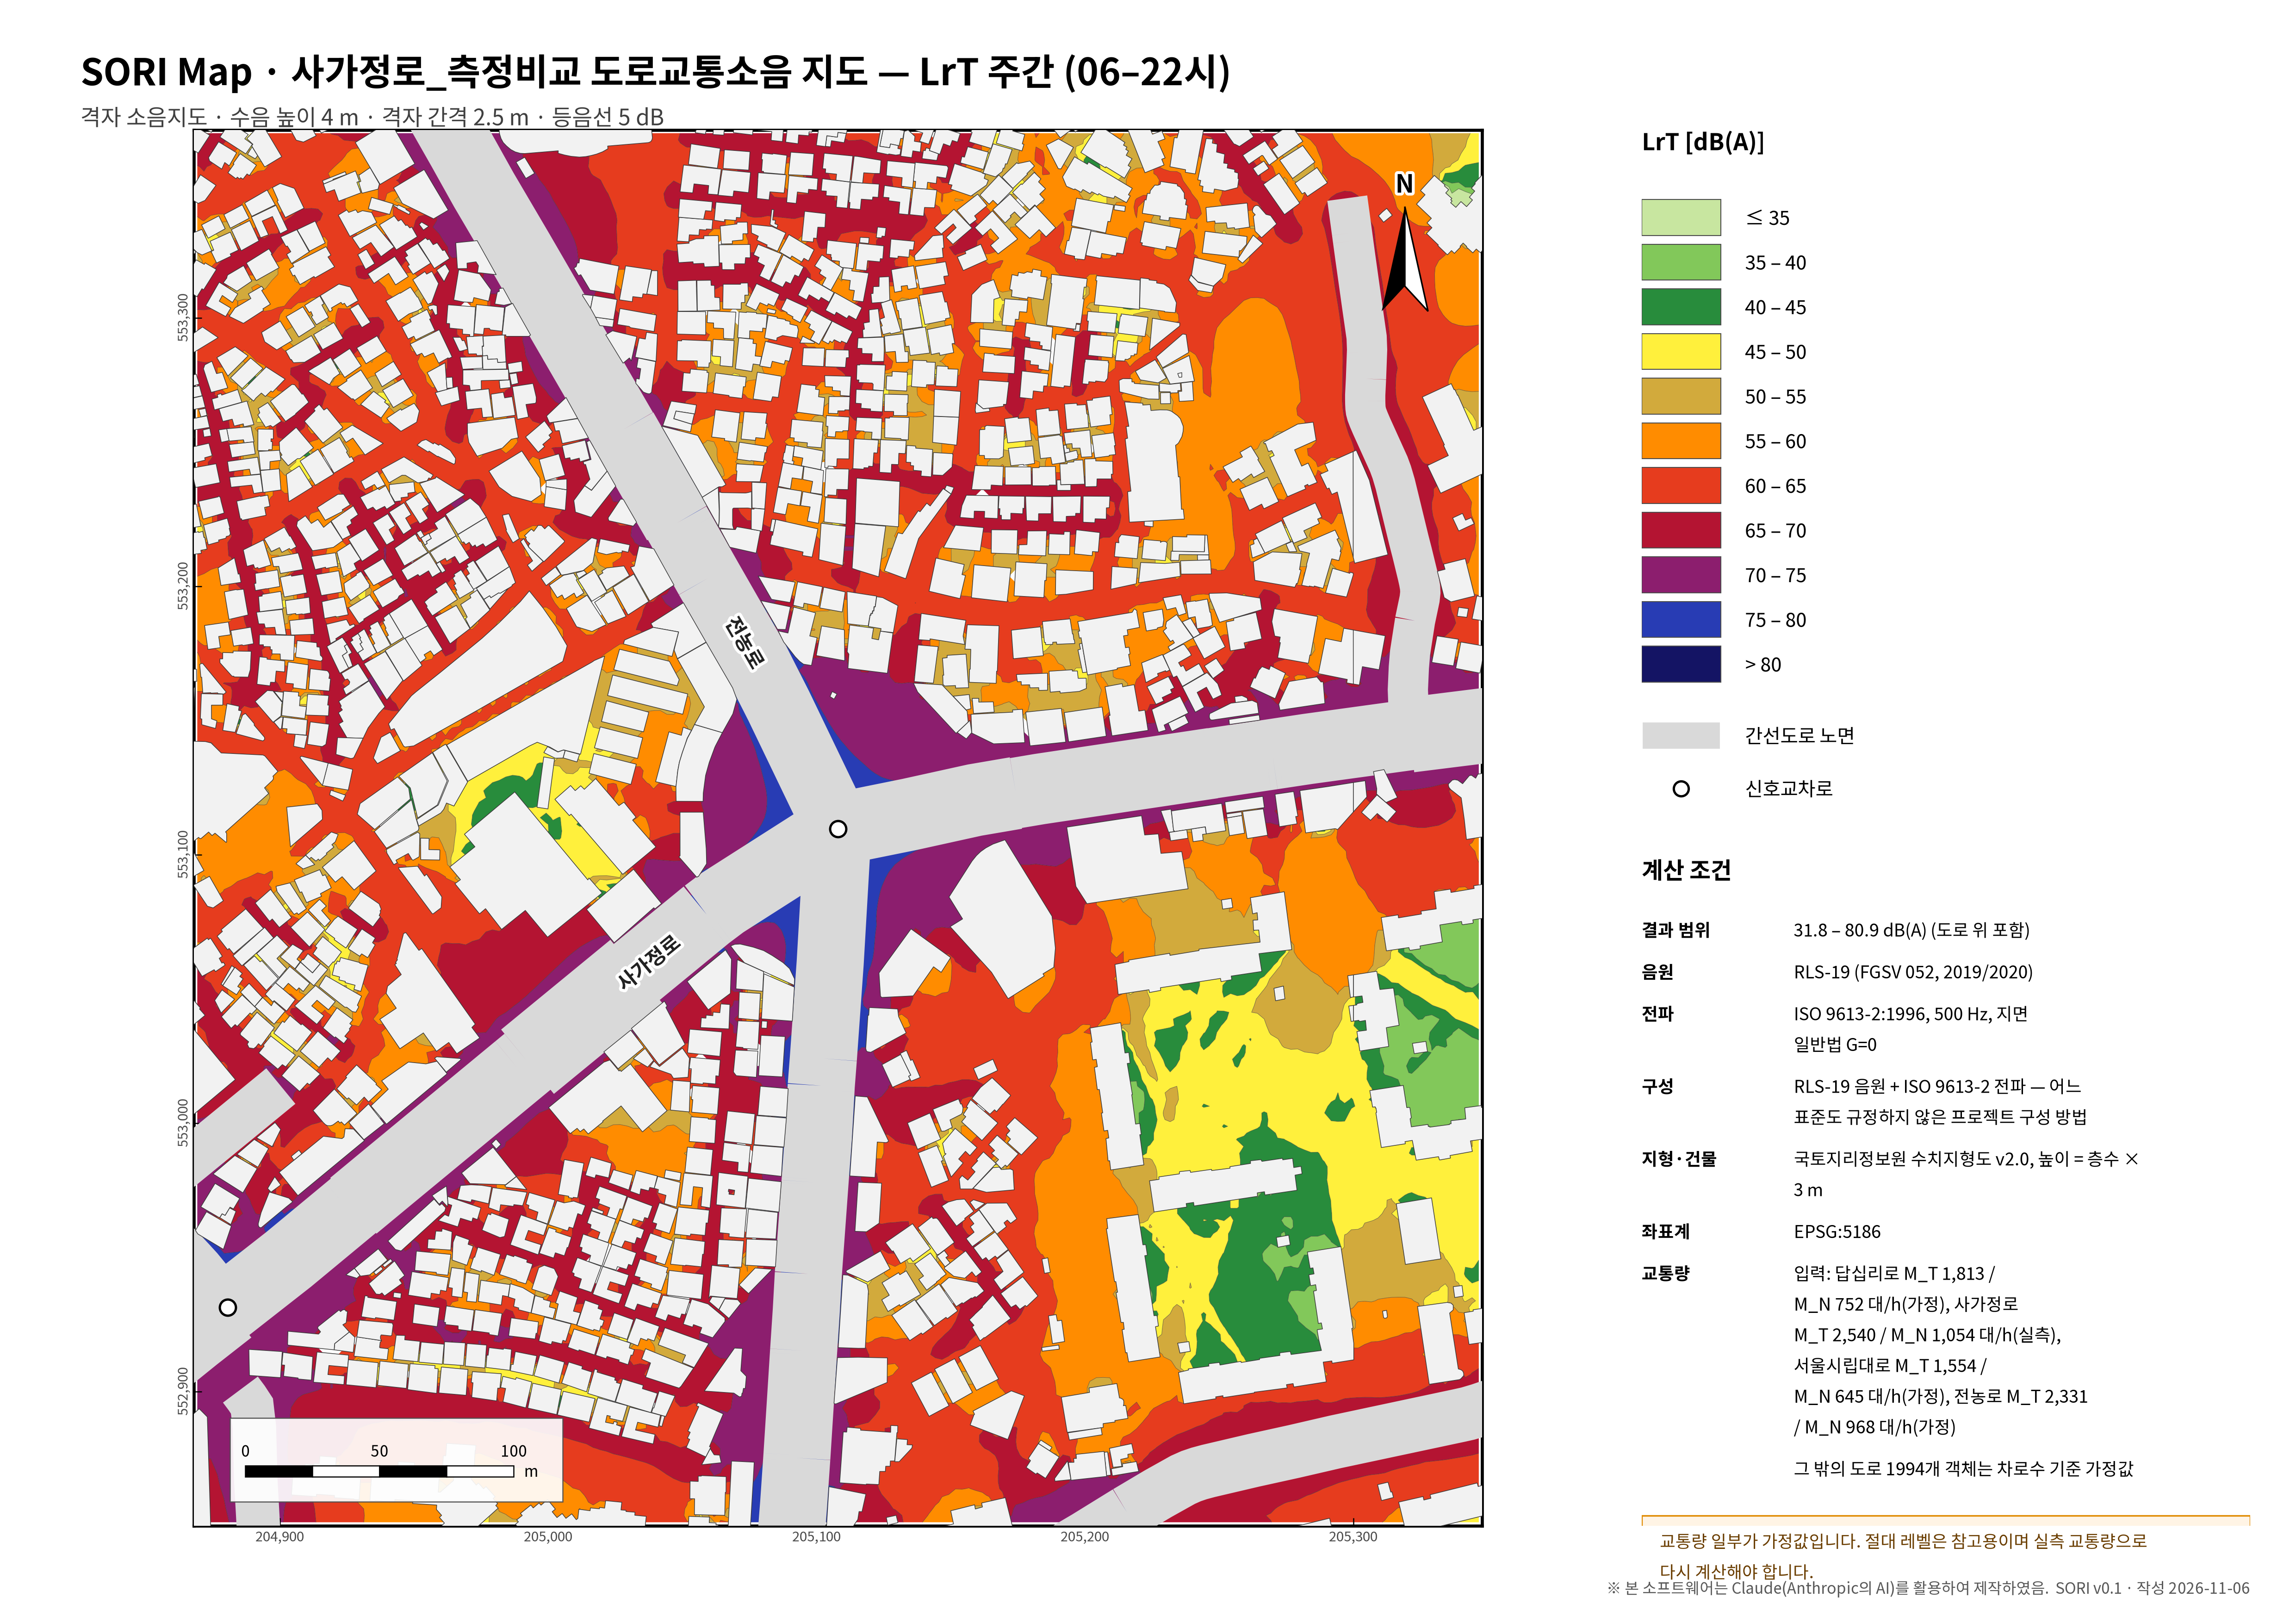 SORI Map · 사가정로_측정비교 도로교통소음 지도 — LrT 주간 (06–22시)
격자 소음지도 · 수음 높이 4 m · 격자 간격 2.5 m · 등음선 5 dB
N
553,300
553,200
553,100
553,000
552,900
전농로
사가정로
0 50 100
m
204,900 205,000 205,100 205,200 205,300
LrT [dB(A)]
≤ 35
35 – 40
40 – 45
45 – 50
50 – 55
55 – 60
60 – 65
65 – 70
70 – 75
75 – 80
> 80
간선도로 노면
신호교차로
계산 조건
결과 범위 31.8 – 80.9 dB(A) (도로 위 포함)
음원 RLS-19 (FGSV 052, 2019/2020)
전파 ISO 9613-2:1996, 500 Hz, 지면
일반법 G=0
구성 RLS-19 음원 + ISO 9613-2 전파 — 어느
표준도 규정하지 않은 프로젝트 구성 방법
지형·건물 국토지리정보원 수치지형도 v2.0, 높이 = 층수 ×
3 m
좌표계 EPSG:5186
교통량 입력: 답십리로 M_T 1,813 /
M_N 752 대/h(가정), 사가정로
M_T 2,540 / M_N 1,054 대/h(실측),
서울시립대로 M_T 1,554 /
M_N 645 대/h(가정), 전농로 M_T 2,331
/ M_N 968 대/h(가정)
그 밖의 도로 1994개 객체는 차로수 기준 가정값
교통량 일부가 가정값입니다. 절대 레벨은 참고용이며 실측 교통량으로
다시 계산해야 합니다.
※ 본 소프트웨어는 Claude(Anthropic의 AI)를 활용하여 제작하였음. SORI v0.1 · 작성 2026-11-06